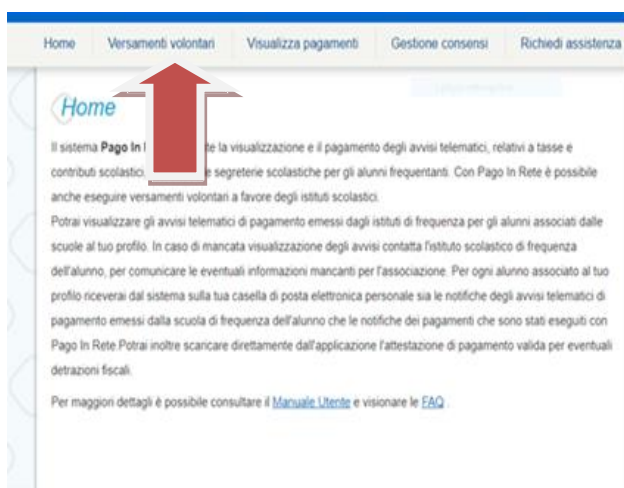 Home Versamenti volontari Visualizza pagamenti Gestione consensi Richiedi assistenza
Home
Il sistema Pago In la visualizzazione e il pagamento degli avvisi telematici, relativi a tasse e
contributi scolastici, segreterie scolastiche per gli alunni frequentanti. Con Pago In Rete è possibile
anche eseguire versamenti volontari a favore degli istituti scolastici.
Potrai visualizzare gli avvisi telematici di pagamento emessi dagli istituti di frequenza per gli alunni associati dalle
scuole al tuo profilo. In caso di mancata visualizzazione degli avvisi contatta l'istituto scolastico di frequenza
dell'alunno, per comunicare le eventuali informazioni mancanti per l'associazione. Per ogni alunno associato al tuo
profilo riceverai dal sistema sulla tua casella di posta elettronica personale sia le notifiche degli avvisi telematici di
pagamento emessi dalla scuola di frequenza dell'alunno che le notifiche dei pagamenti che sono stati eseguiti con
Pago In Rete.Potrai inoltre scaricare direttamente dall'applicazione l'attestazione di pagamento valida per eventuali
detrazioni fiscali.
Per maggiori dettagli è possibile consultare il Manuale Utente e visionare le FAQ .